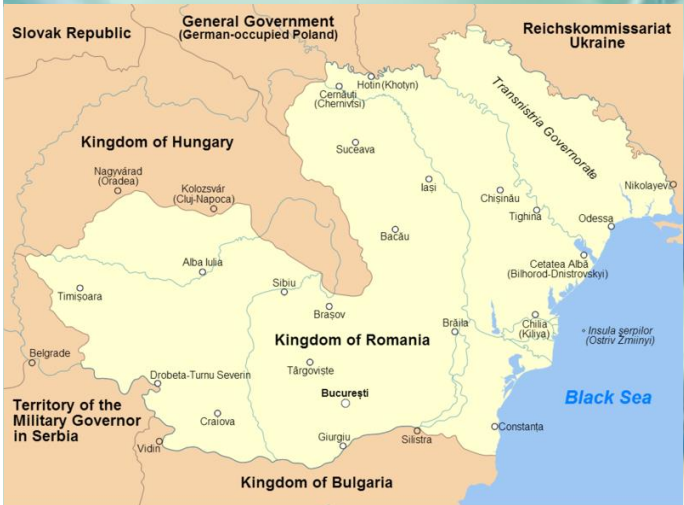 General Government
(German-occupied Poland)
Slovak Republic
Reichskommissariat
Ukraine
Hotin (Khotyn)
Cernăuți
(Chernivtsi)
Transnistria Governorate
Kingdom of Hungary
Suceava
Nagyvárad
(Oradea)
Kolozsvár
(Cluj-Napoca)
Iași
Chișinău
Nikolayev
Tighina
Odessa
Bacău
Alba Iulia
Cetatea Albă
(Bilhorod-Dnistrovskyi)
Timișoara
Sibiu
Brașov
Brăila
Chilia
(Kiliya)
Insula șerpilor
(Ostriv Zmiinyi)
Kingdom of Romania
Belgrade
Târgoviște
Drobeta-Turnu Severin
București
Black Sea
Territory of the
Military Governor
in Serbia
Craiova
Constanța
Giurgiu
Silistra
Vidin
Kingdom of Bulgaria